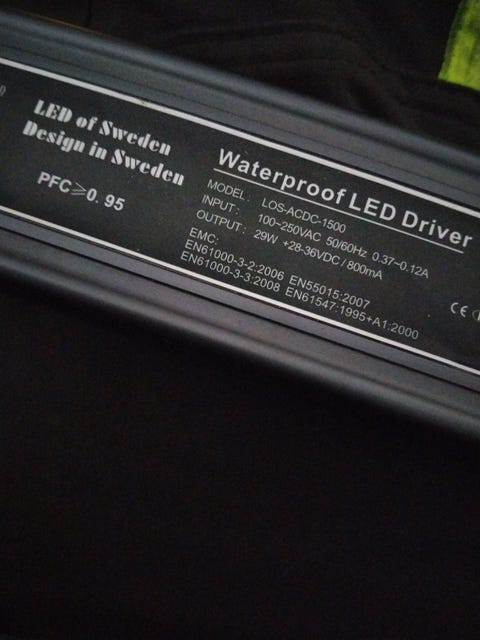 LED of Sweden
Design in Sweden
PFC⩾0.95
Waterproof LED Driver
MODEL: LOS-ACDC-1500
INPUT: 100~250VAC 50/60Hz 0.37~0.12A
OUTPUT: 29W +28-36VDC / 800mA
EMC:
EN61000-3-2:2006 EN55015:2007
EN61000-3-3:2008 EN61547:1995+A1:2000
CE